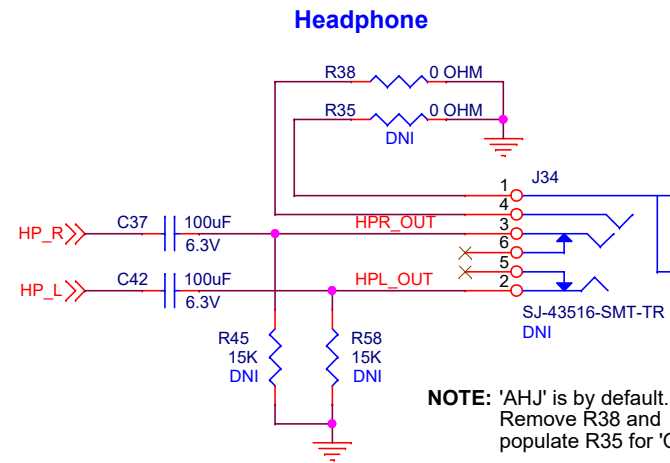 Headphone
R38 0 OHM
R35 0 OHM
DNI
J34
1
4
HP_R C37 100uF HPR_OUT 3
6.3V
6
5
HP_L C42 100uF HPL_OUT 2
6.3V
SJ-43516-SMT-TR
DNI
R45 R58
15K 15K
DNI DNI
NOTE: 'AHJ' is by default.
Remove R38 and
populate R35 for